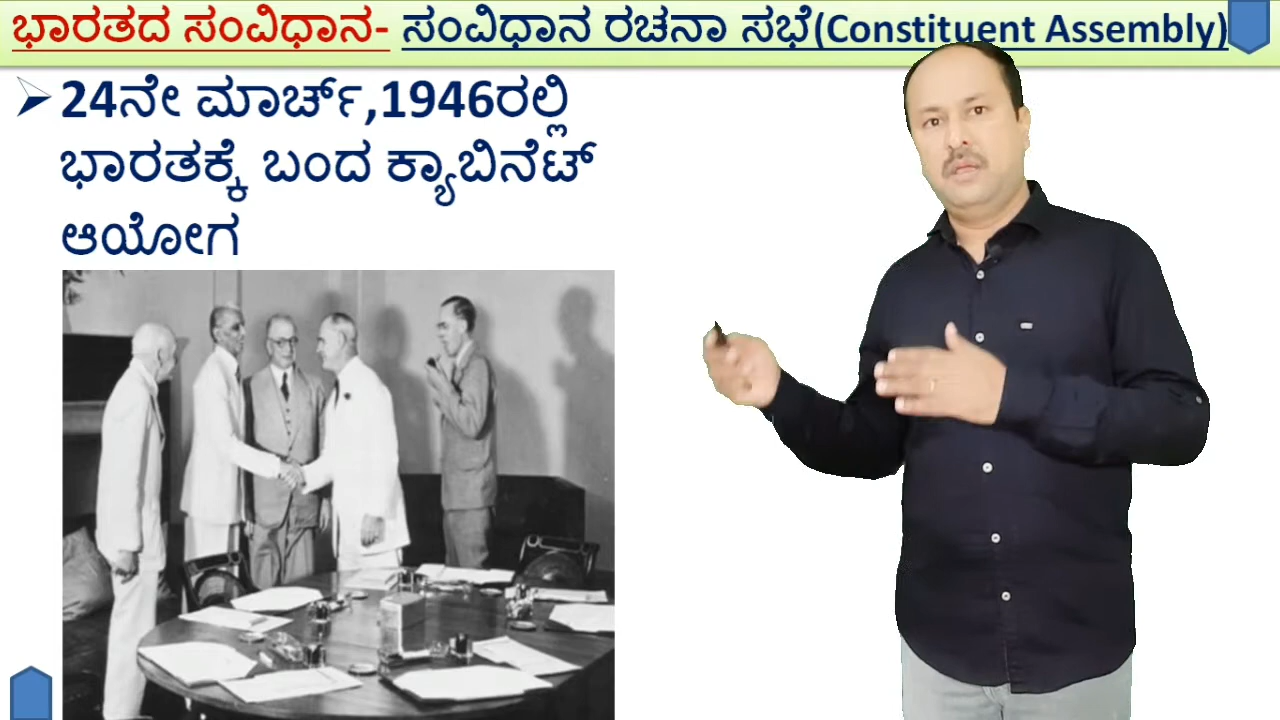 ಭಾರತದ ಸಂವಿಧಾನ- ಸಂವಿಧಾನ ರಚನಾ ಸಭೆ(Constituent Assembly)
24ನೇ ಮಾರ್ಚ್,1946ರಲ್ಲಿ
ಭಾರತಕ್ಕೆ ಬಂದ ಕ್ಯಾಬಿನೆಟ್
ಆಯೋಗ